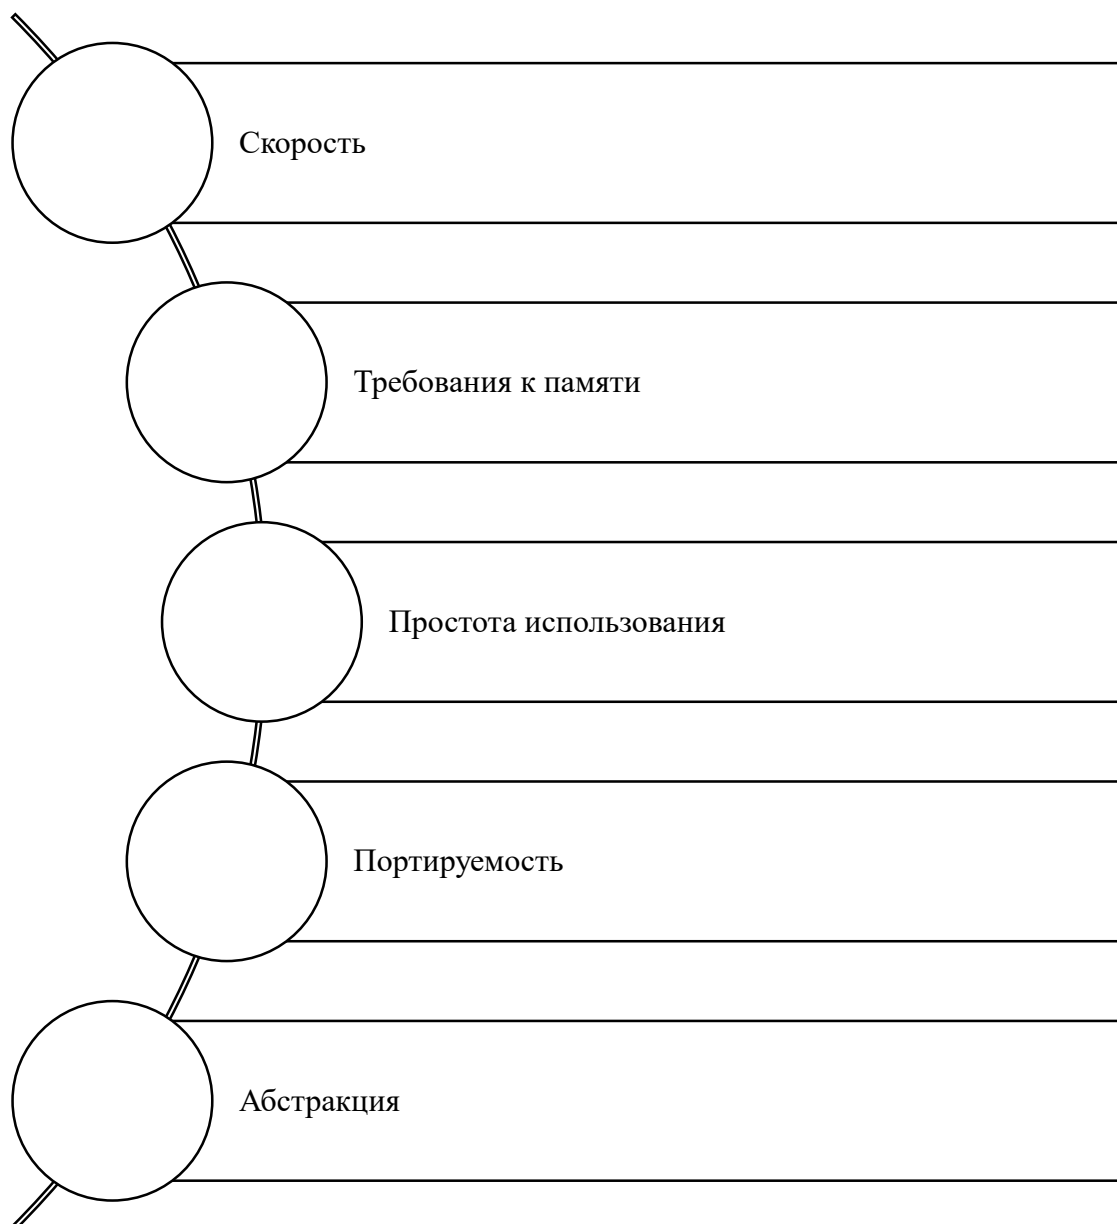 Скорость
Требования к памяти
Простота использования
Портируемость
Абстракция